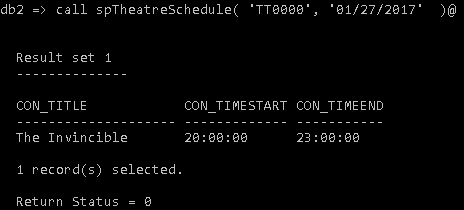 db2 => call spTheatreSchedule( 'TT0000', '01/27/2017'  )@
Result set 1
--------------
CON_TITLE            CON_TIMESTART CON_TIMEEND
-------------------- ------------- -----------
The Invincible       20:00:00      23:00:00
1 record(s) selected.
Return Status = 0